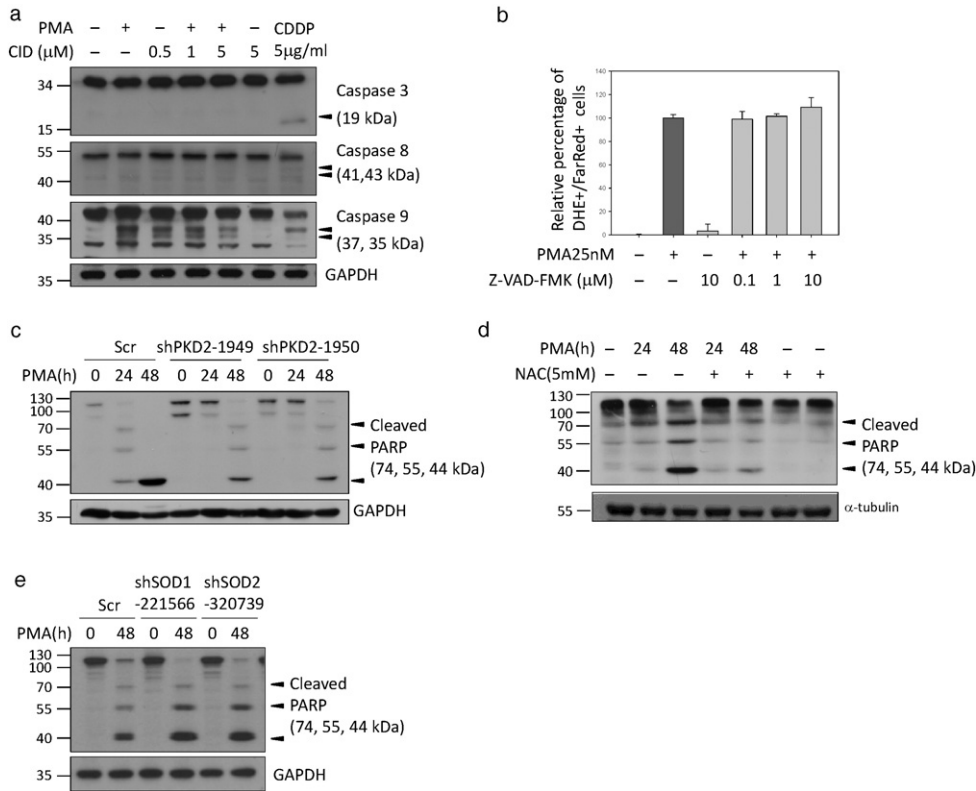 a
PMA – + – + + – CDDP
CID (μM) – – 0.5 1 5 5 5μg/ml
34
15
Caspase 3
(19 kDa)
55
40
Caspase 8
(41,43 kDa)
40
35
Caspase 9
(37, 35 kDa)
35
GAPDH
b
Relative percentage of
DHE+/FarRed+ cells
140
120
100
80
60
40
20
0
PMA25nM – + – + + +
Z-VAD-FMK (μM) – – 10 0.1 1 10
c
Scr shPKD2-1949 shPKD2-1950
PMA(h) 0 24 48 0 24 48 0 24 48
130
100
70
55
40
Cleaved
PARP
(74, 55, 44 kDa)
35
GAPDH
d
PMA(h) – 24 48 24 48 – –
NAC(5mM) – – – + + + +
130
100
70
55
40
Cleaved
PARP
(74, 55, 44 kDa)
55
α-tubulin
e
shSOD1 shSOD2
Scr -221566 -320739
PMA(h) 0 48 0 48 0 48
130
100
70
55
40
Cleaved
PARP
(74, 55, 44 kDa)
35
GAPDH